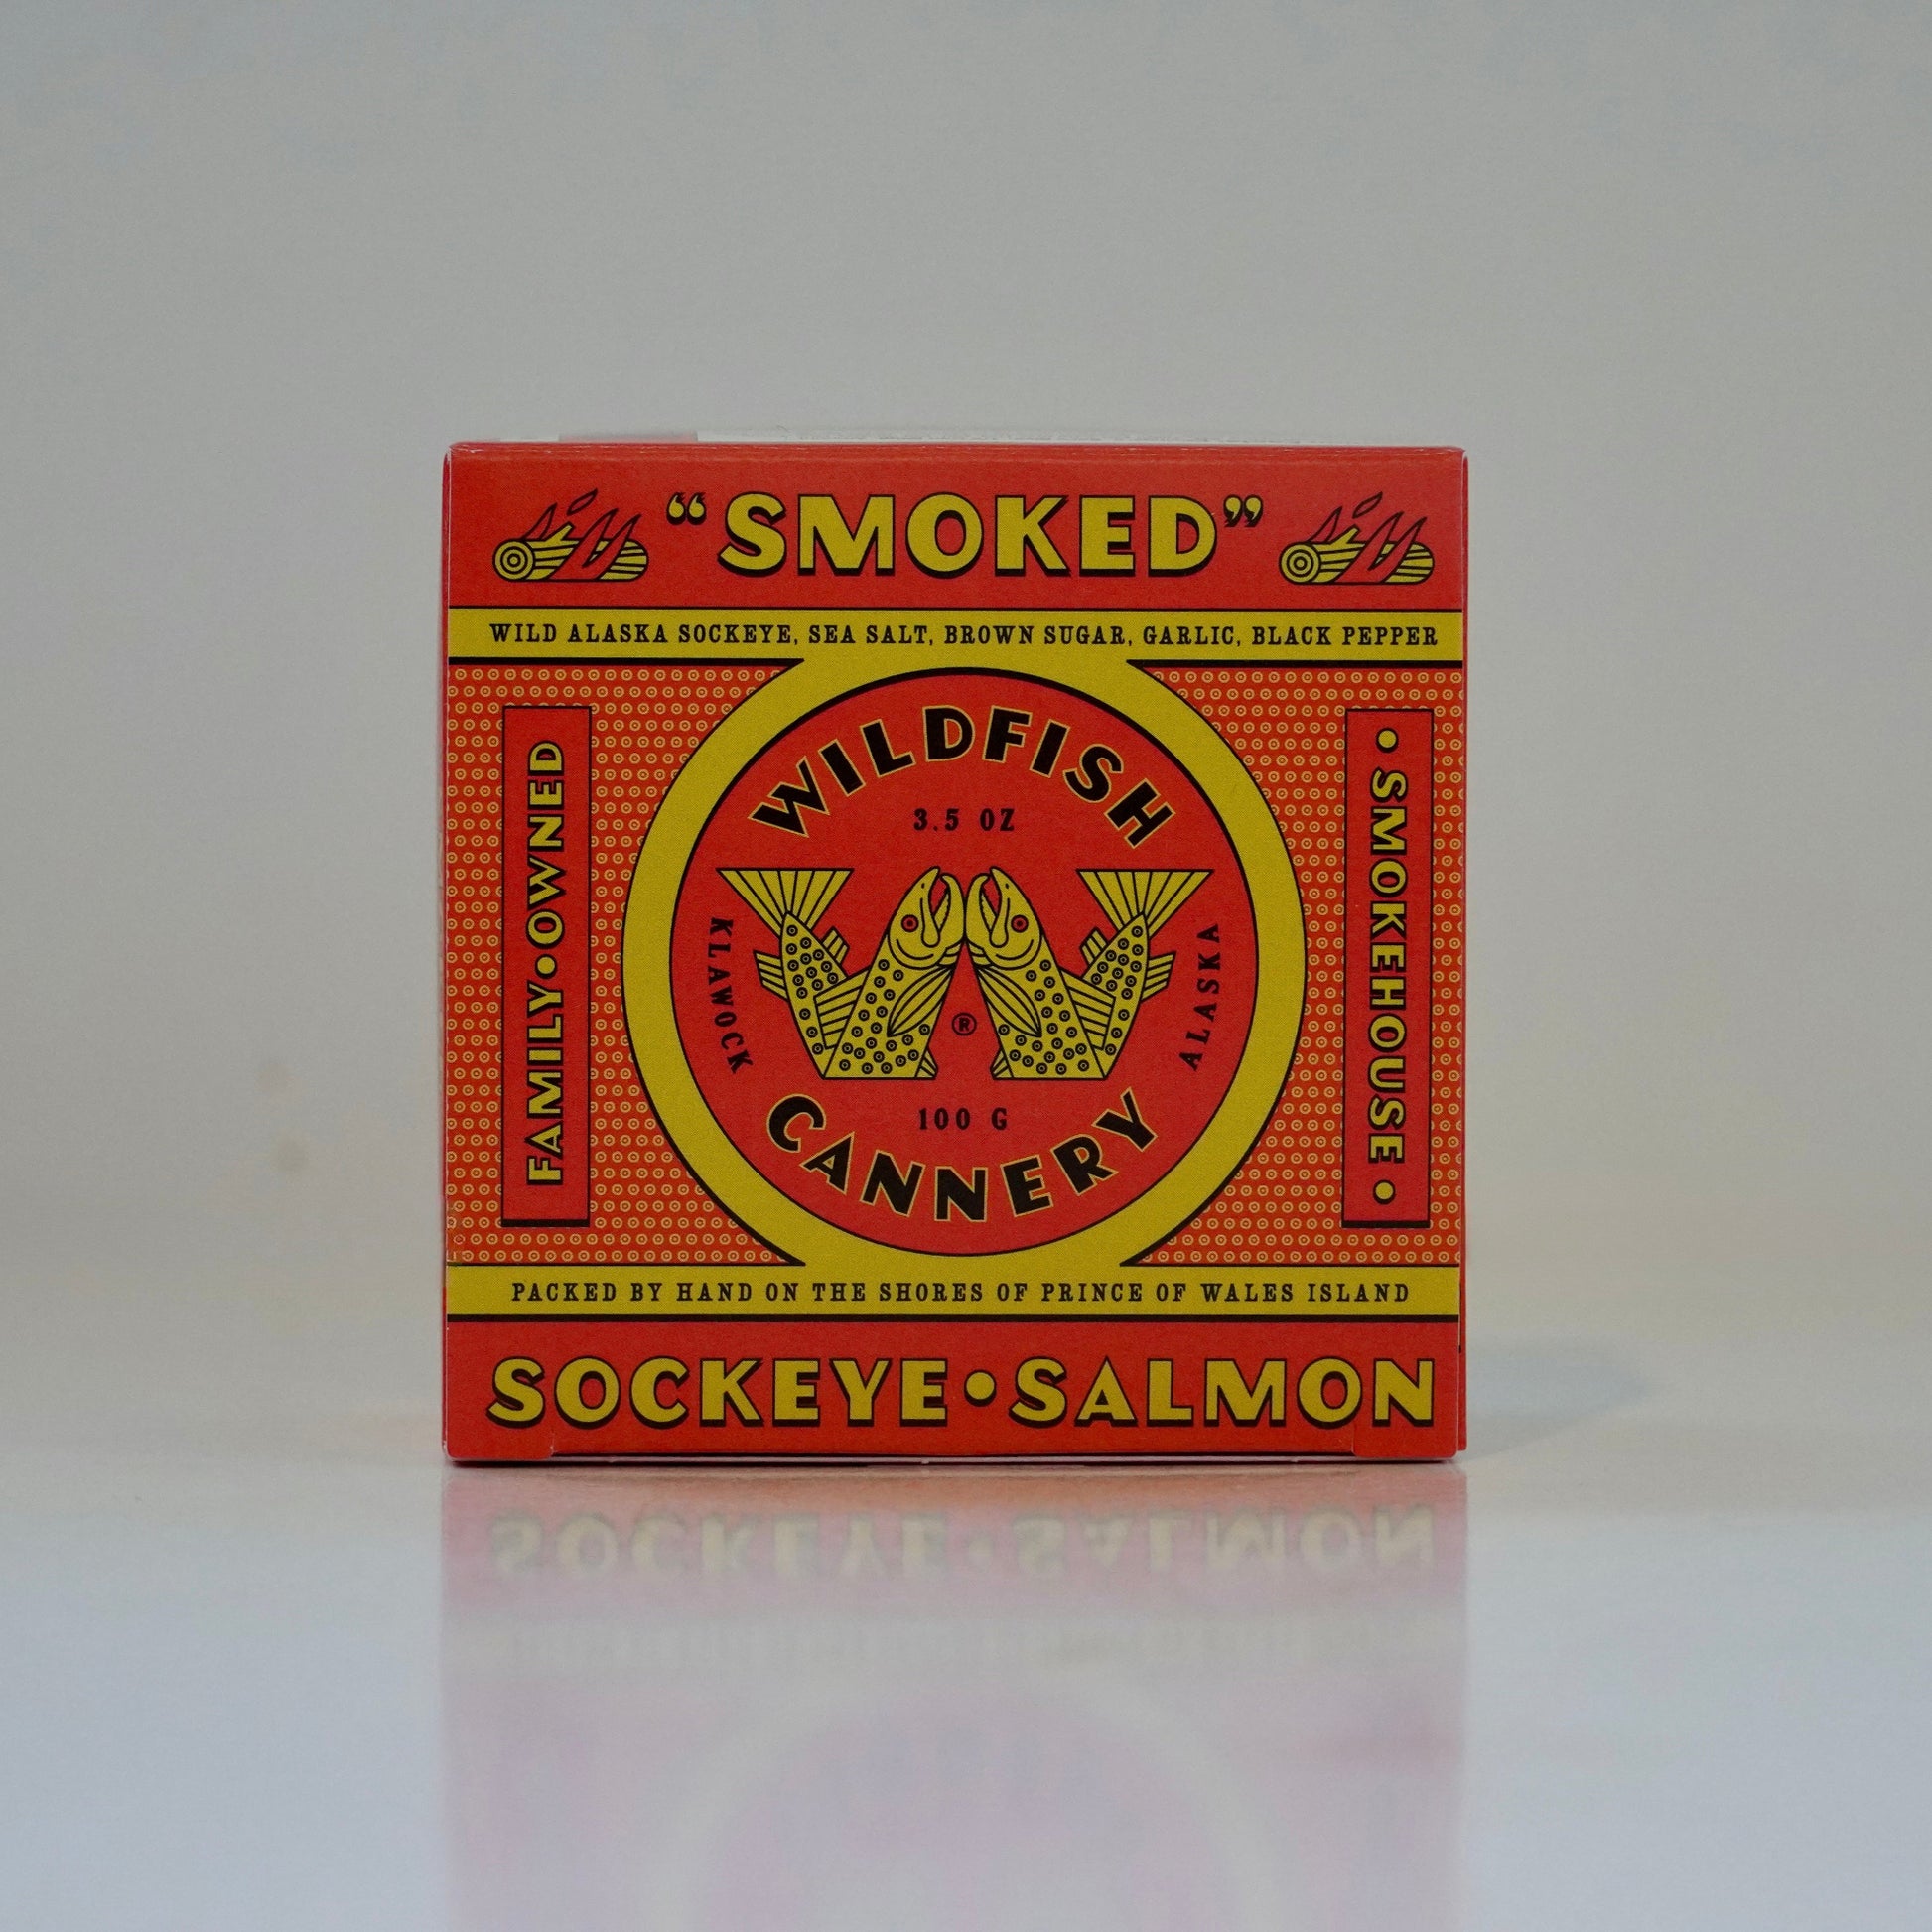 “SMOKED”
WILD ALASKA SOCKEYE, SEA SALT, BROWN SUGAR, GARLIC, BLACK PEPPER
FAMILY•OWNED
WILDFISH
3.5 OZ
KLAWOCK
ALASKA
®
100 G
CANNERY
• SMOKEHOUSE •
PACKED BY HAND ON THE SHORES OF PRINCE OF WALES ISLAND
SOCKEYE•SALMON